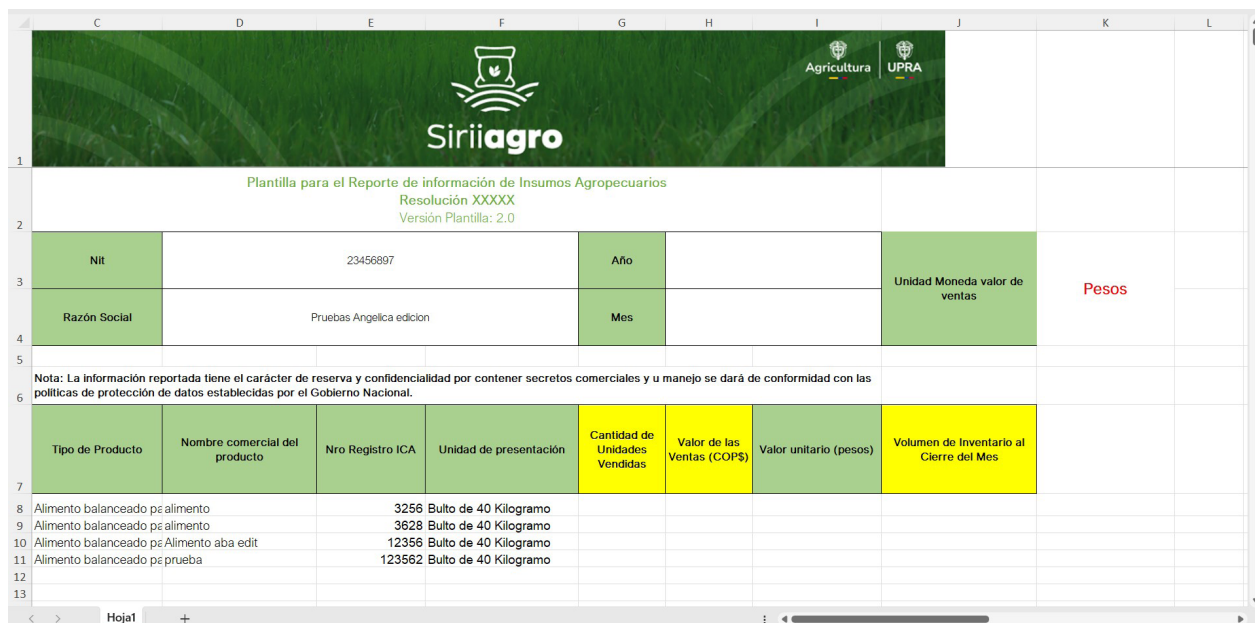 C D E F G H I J K L
Agricultura UPRA
Siriiagro
1
Plantilla para el Reporte de información de Insumos Agropecuarios
Resolución XXXXX
Versión Plantilla: 2.0
2
Nit 23456897 Año
3
Unidad Moneda valor de
ventas
Pesos
Razón Social Pruebas Angelica edicion Mes
4
5
Nota: La información reportada tiene el carácter de reserva y confidencialidad por contener secretos comerciales y u manejo se dará de conformidad con las
6 políticas de protección de datos establecidas por el Gobierno Nacional.
Tipo de Producto
Nombre comercial del
producto
Nro Registro ICA
Unidad de presentación
Cantidad de
Unidades
Vendidas
Valor de las
Ventas (COP$)
Valor unitario (pesos)
Volumen de Inventario al
Cierre del Mes
7
8 Alimento balanceado pa alimento 3256 Bulto de 40 Kilogramo
9 Alimento balanceado pa alimento 3628 Bulto de 40 Kilogramo
10 Alimento balanceado pa Alimento aba edit 12356 Bulto de 40 Kilogramo
11 Alimento balanceado pa prueba 123562 Bulto de 40 Kilogramo
12
13
Hoja1